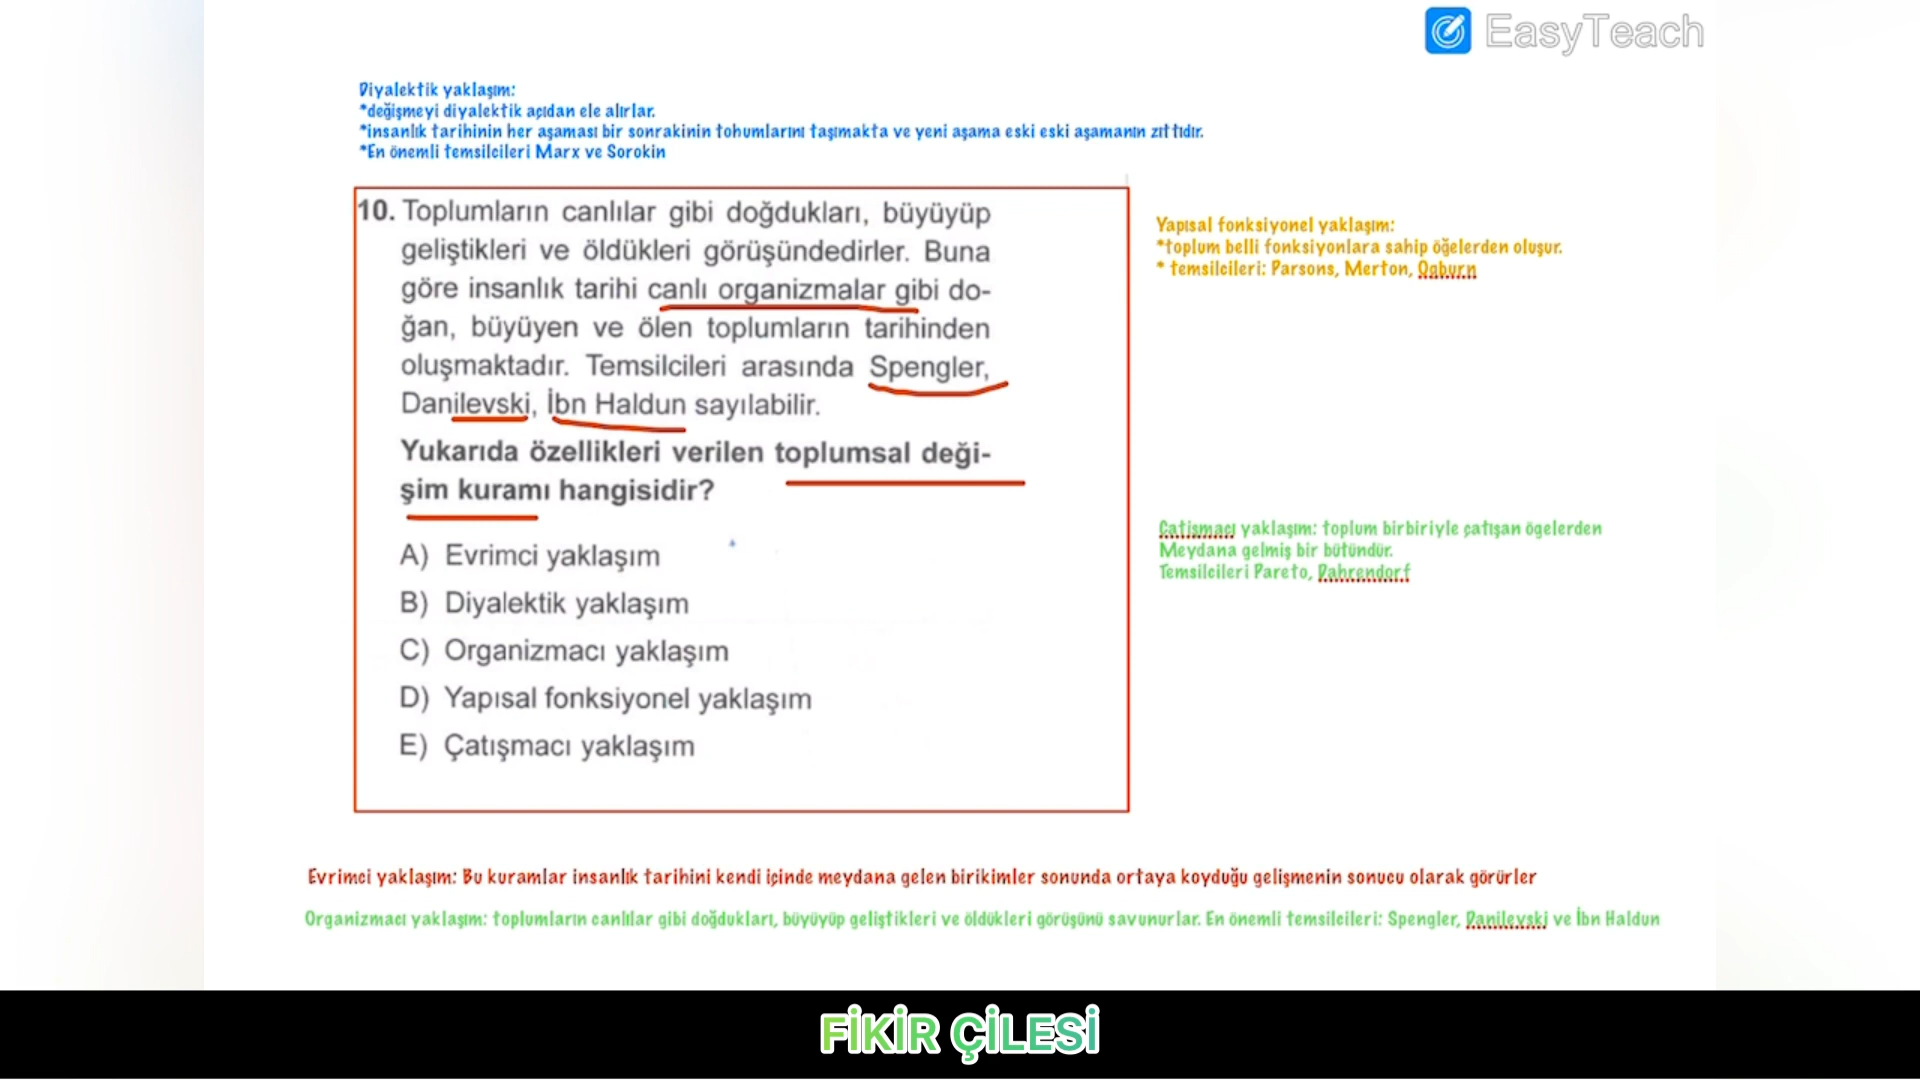 EasyTeach
Diyalektik yaklaşım:
*değişmeyi diyalektik açıdan ele alırlar.
*insanlık tarihinin her aşaması bir sonrakinin tohumlarını taşımakta ve yeni aşama eski eski aşamanın zıttıdır.
*En önemli temsilcileri Marx ve Sorokin
10. Toplumların canlılar gibi doğdukları, büyüyüp
geliştikleri ve öldükleri görüşündedirler. Buna
göre insanlık tarihi canlı organizmalar gibi do-
ğan, büyüyen ve ölen toplumların tarihinden
oluşmaktadır. Temsilcileri arasında Spengler,
Danilevski, İbn Haldun sayılabilir.
Yukarıda özellikleri verilen toplumsal deği-
şim kuramı hangisidir?
A) Evrimci yaklaşım
B) Diyalektik yaklaşım
C) Organizmacı yaklaşım
D) Yapısal fonksiyonel yaklaşım
E) Çatışmacı yaklaşım
Yapısal fonksiyonel yaklaşım:
*toplum belli fonksiyonlara sahip öğelerden oluşur.
* temsilcileri: Parsons, Merton, Ogburn
Çatişmacı yaklaşım: toplum birbiriyle çatışan ögelerden
Meydana gelmiş bir bütündür.
Temsilcileri Pareto, Dahrendorf
Evrimci yaklaşım: Bu kuramlar insanlık tarihini kendi içinde meydana gelen birikimler sonunda ortaya koyduğu gelişmenin sonucu olarak görürler
Organizmacı yaklaşım: toplumların canlılar gibi doğdukları, büyüyüp geliştikleri ve öldükleri görüşünü savunurlar. En önemli temsilcileri: Spengler, Danilevski ve İbn Haldun
FİKİR ÇİLESİ